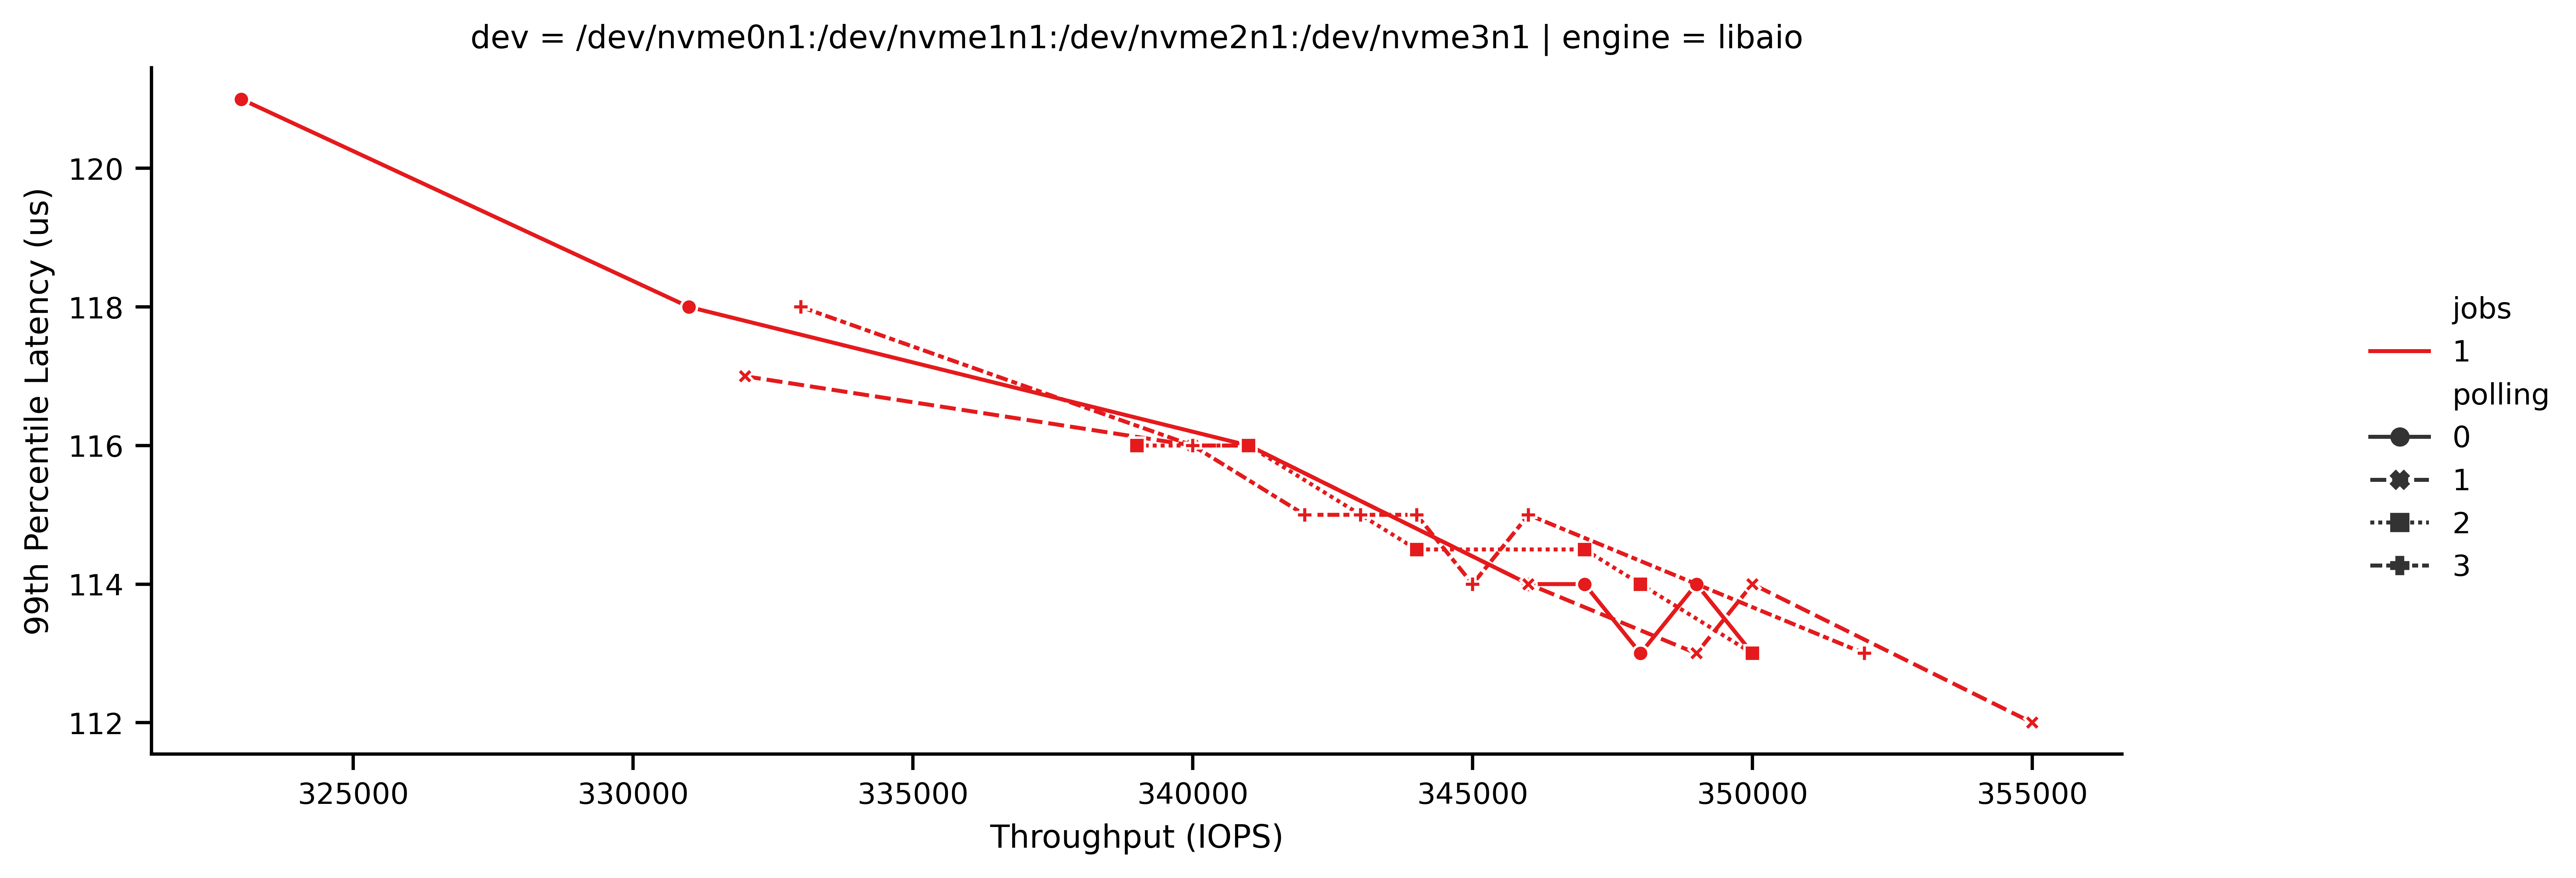 dev = /dev/nvme0n1:/dev/nvme1n1:/dev/nvme2n1:/dev/nvme3n1 | engine = libaio
99th Percentile Latency (us)
120
118
116
114
112
325000 330000 335000 340000 345000 350000 355000
Throughput (IOPS)
jobs
1
polling
0
1
2
3